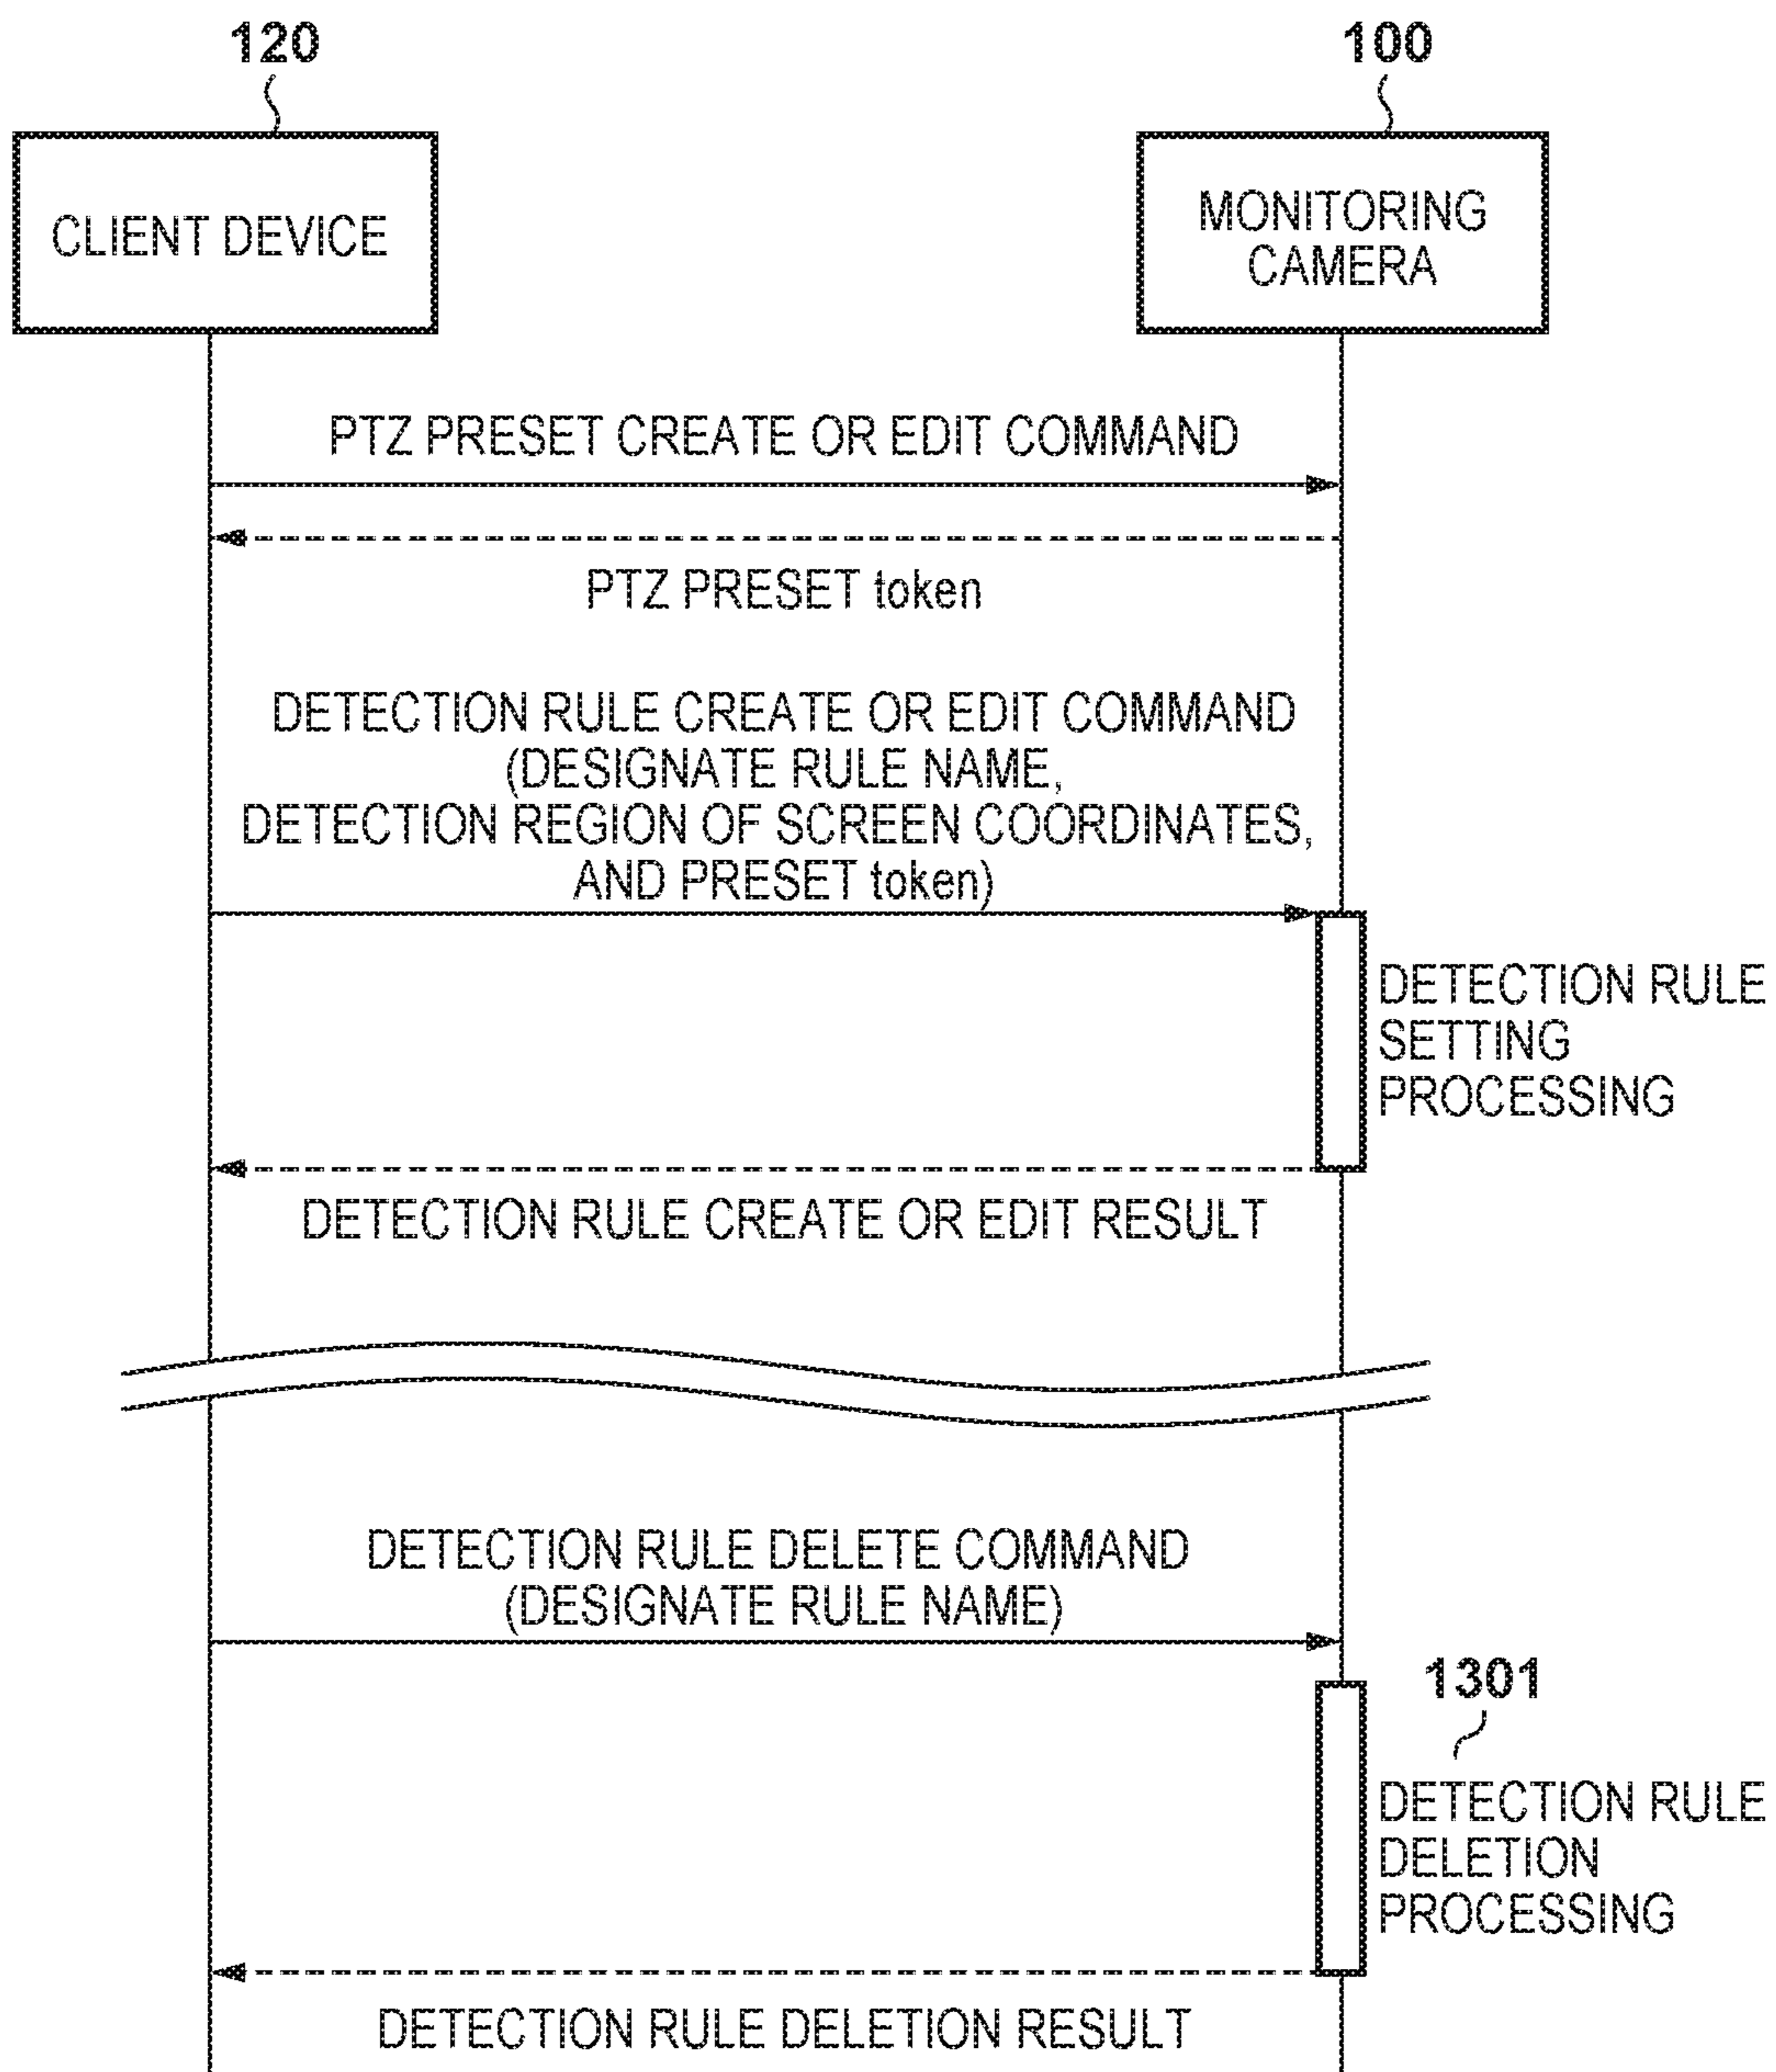 120
100
CLIENT DEVICE
MONITORING
CAMERA
PTZ PRESET CREATE OR EDIT COMMAND
PTZ PRESET token
DETECTION RULE CREATE OR EDIT COMMAND
(DESIGNATE RULE NAME,
DETECTION REGION OF SCREEN COORDINATES,
AND PRESET token)
DETECTION RULE
SETTING
PROCESSING
DETECTION RULE CREATE OR EDIT RESULT
DETECTION RULE DELETE COMMAND
(DESIGNATE RULE NAME)
1301
DETECTION RULE
DELETION
PROCESSING
DETECTION RULE DELETION RESULT